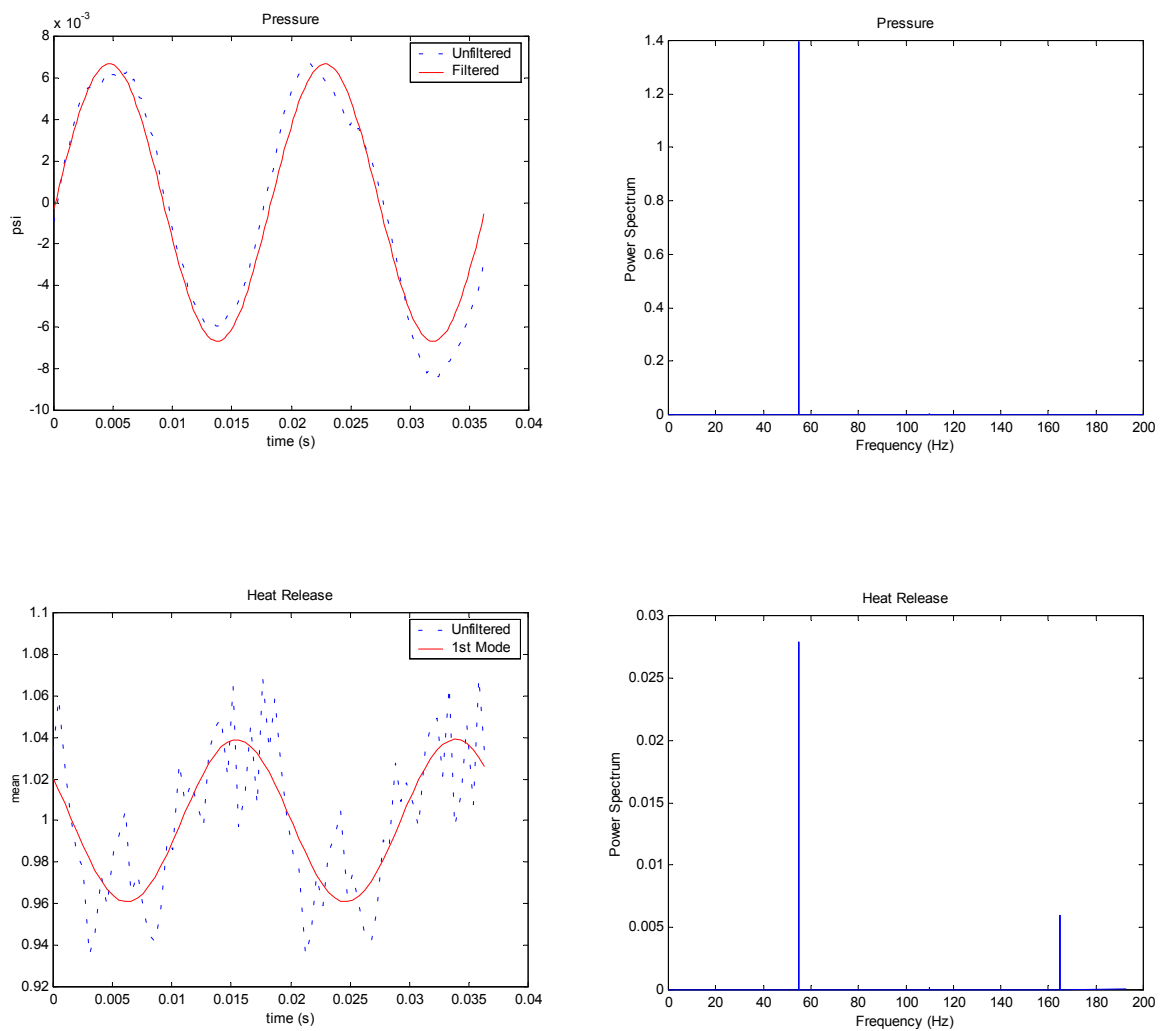 Pressure
x 10-3
8
6
4
2
0
-2
-4
-6
-8
-10
psi
0 0.005 0.01 0.015 0.02 0.025 0.03 0.035 0.04
time (s)
Unfiltered
Filtered
Pressure
1.4
1.2
1
0.8
0.6
0.4
0.2
0
Power Spectrum
0 20 40 60 80 100 120 140 160 180 200
Frequency (Hz)
Heat Release
1.1
1.08
1.06
1.04
1.02
1
0.98
0.96
0.94
0.92
mean
0 0.005 0.01 0.015 0.02 0.025 0.03 0.035 0.04
time (s)
Unfiltered
1st Mode
Heat Release
0.03
0.025
0.02
0.015
0.01
0.005
0
Power Spectrum
0 20 40 60 80 100 120 140 160 180 200
Frequency (Hz)